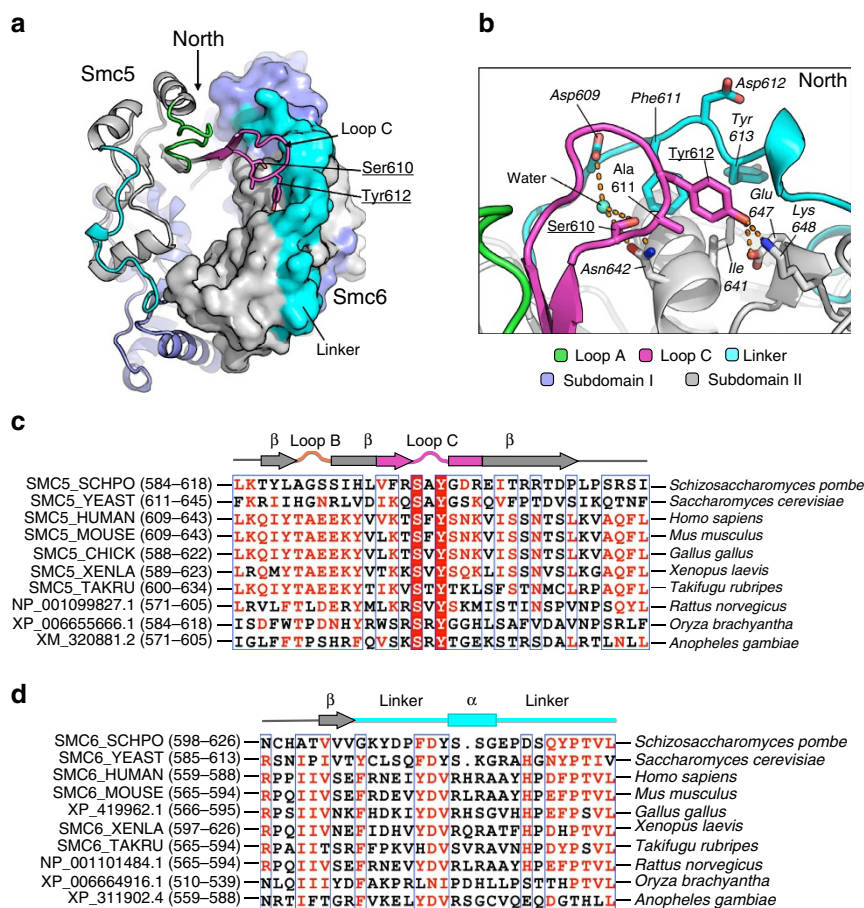 a
North
Smc5
Loop C
Ser610
Tyr612
Smc6
Linker
b
North
Asp609
Phe611
Asp612
Tyr
613
Water
Ala
611
Tyr612
Glu
647
Lys
648
Ser610
Asn642
Ile
641
Loop A
Loop C
Linker
Subdomain I
Subdomain II
c
β Loop B β Loop C β
SMC5_SCHPO (584–618) LKTYLAGSSIHLVFRSAYGDREITRRTDPLPSRSI Schizosaccharomyces pombe
SMC5_YEAST (611–645) FKRIIHGNRLVDIKQSAYGSKQVFPTDVSIKQTNF Saccharomyces cerevisiae
SMC5_HUMAN (609–643) LKQIYTAEEKYVVKTSFYSNKVISSNTSLKVAQFL Homo sapiens
SMC5_MOUSE (609–643) LKQIYTAEEKYVLKTSFYSNKVISSNTSLKVAQFL Mus musculus
SMC5_CHICK (588–622) LKQIYTAEEKYVVKTSVYSNKLISSNTSLKVAQFL Gallus gallus
SMC5_XENLA (589–623) LRQMYTAEEKYVVKTSVYSQKLISSNVSLKGAQFL Xenopus laevis
SMC5_TAKRU (600–634) LKQIYTAEEKYVIKTSVYTKLSFSTNMCLRPAQFL Takifugu rubripes
NP_001099827.1 (571–605) LRVLFTLDERYMLKRSVYSKMISTINSPVNPSQYL Rattus norvegicus
XP_006655666.1 (584–618) ISDFWTPDNHYRWSRSRYGGHLSAFVDAVNPSRLF Oryza brachyantha
XM_320881.2 (571–605) IGLFFTPSHRFQVSKSRYTGEKSTRSDALRTLNLL Anopheles gambiae
d
β Linker α Linker
SMC6_SCHPO (598–626) NCHATVVVGKYDPFDYS.SGEPDSQYPTVL Schizosaccharomyces pombe
SMC6_YEAST (585–613) RSNIPIVTYCLSQFDYS.KGRAHGNYPTIV Saccharomyces cerevisiae
SMC6_HUMAN (559–588) RPQIIVSEFRNEIYDVRHRAAYHPDFPTVL Homo sapiens
SMC6_MOUSE (565–594) RPQIIVSEFRDEVYDVRLRAAYHPEFPTVL Mus musculus
XP_419962.1 (566–595) RPSIIVNKFHDKVYDVRHSGVHHPEFPTVL Gallus gallus
SMC6_XENLA (597–626) RPQIIVNEFIDHVYDVRQRATFHPDHPTVL Xenopus laevis
SMC6_TAKRU (565–594) RPAIITSRFFPKVHDVSVRAVNHPDFPTVL Takifugu rubripes
NP_001101484.1 (565–594) RPSIIVSEFRNEVYDVRLRAAYHPEFPTVL Rattus norvegicus
XP_006664916.1 (510–539) NLQIIIYDFAKPRLNIPDHLLPSTTHPTVL Oryza brachyantha
XP_311902.4 (559–588) NRTIFTGRFVKELYDVRSGCVQEQDGTHLL Anopheles gambiae